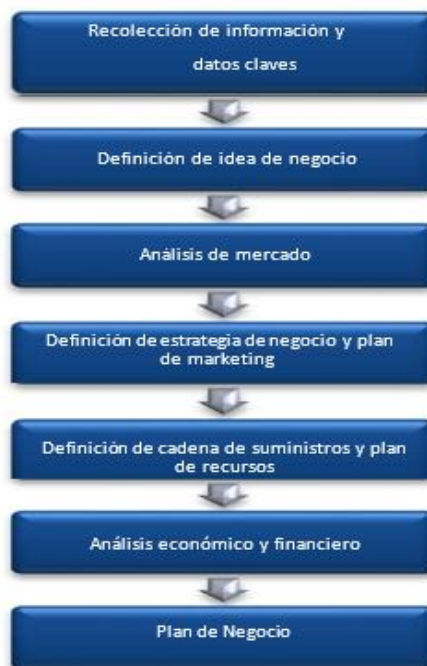 Recolección de información y
datos claves
Definición de idea de negocio
Análisis de mercado
Definición de estrategia de negocio y plan
de marketing
Definición de cadena de suministros y plan
de recursos
Análisis económico y financiero
Plan de Negocio